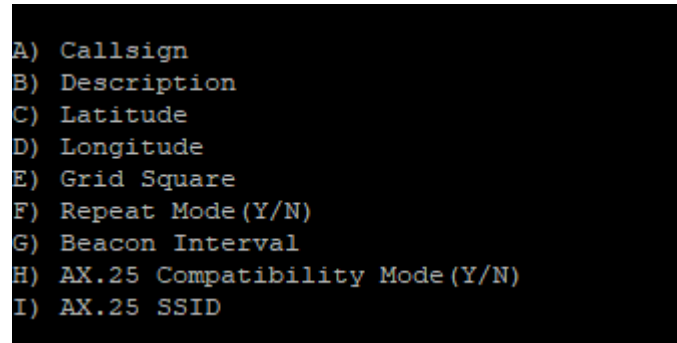 A) Callsign
B) Description
C) Latitude
D) Longitude
E) Grid Square
F) Repeat Mode(Y/N)
G) Beacon Interval
H) AX.25 Compatibility Mode(Y/N)
I) AX.25 SSID